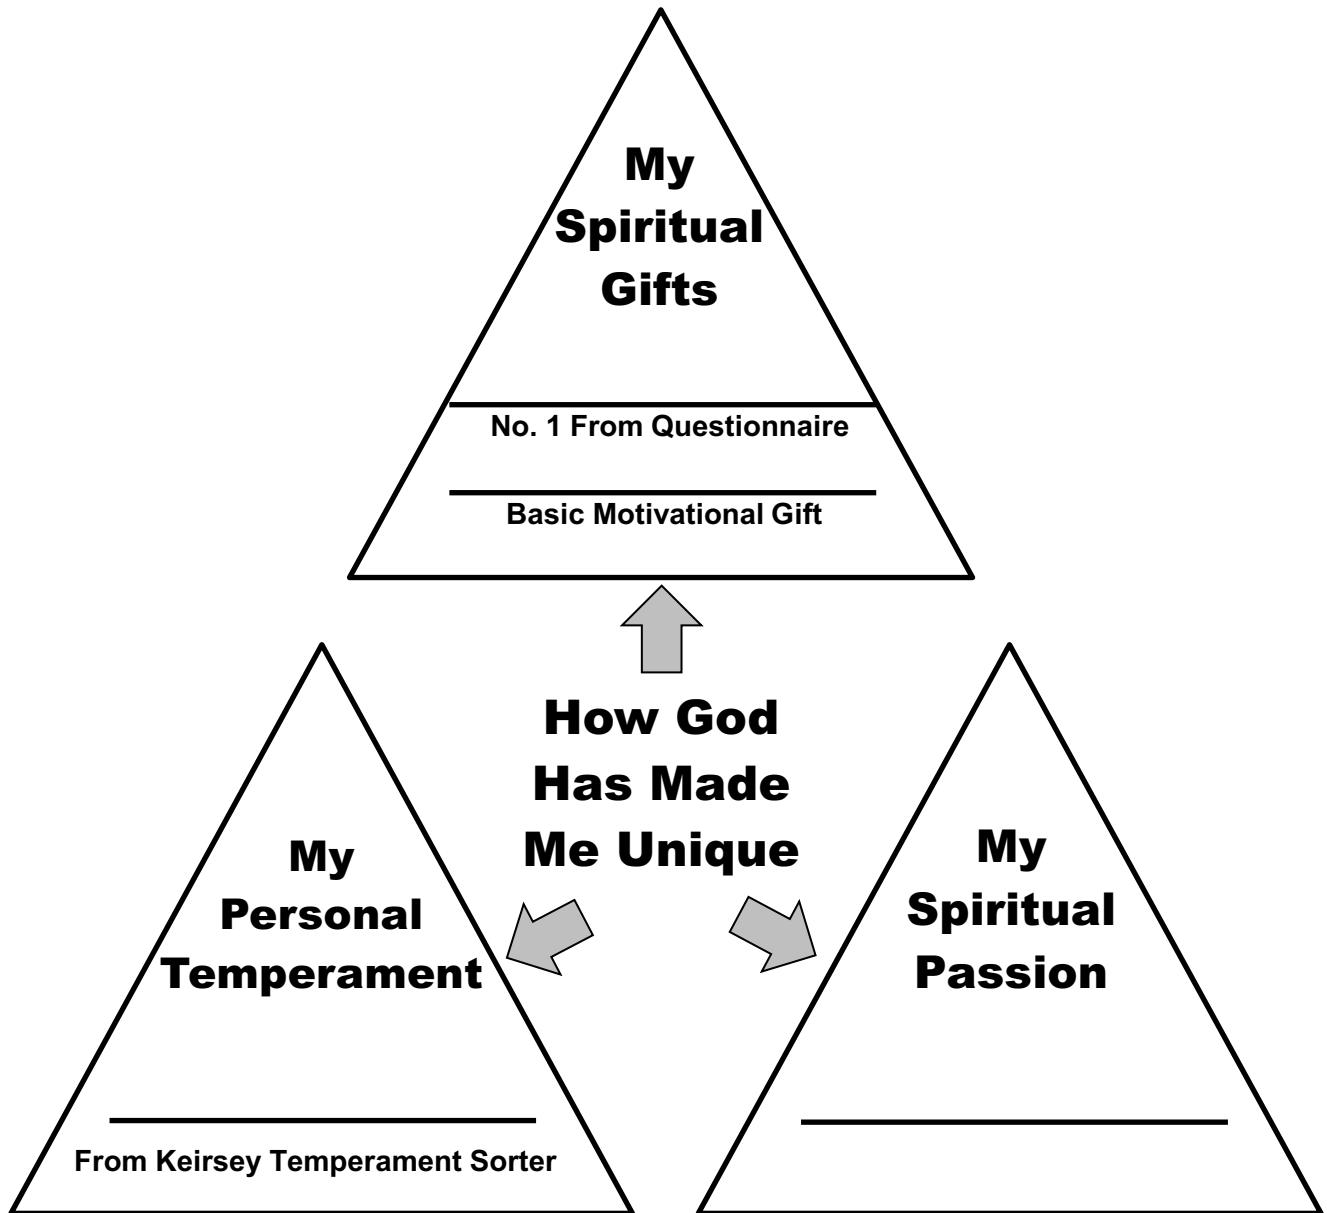 My
Spiritual
Gifts
No. 1 From Questionnaire
Basic Motivational Gift
How God
Has Made
Me Unique
My
Personal
Temperament
From Keirsey Temperament Sorter
My
Spiritual
Passion